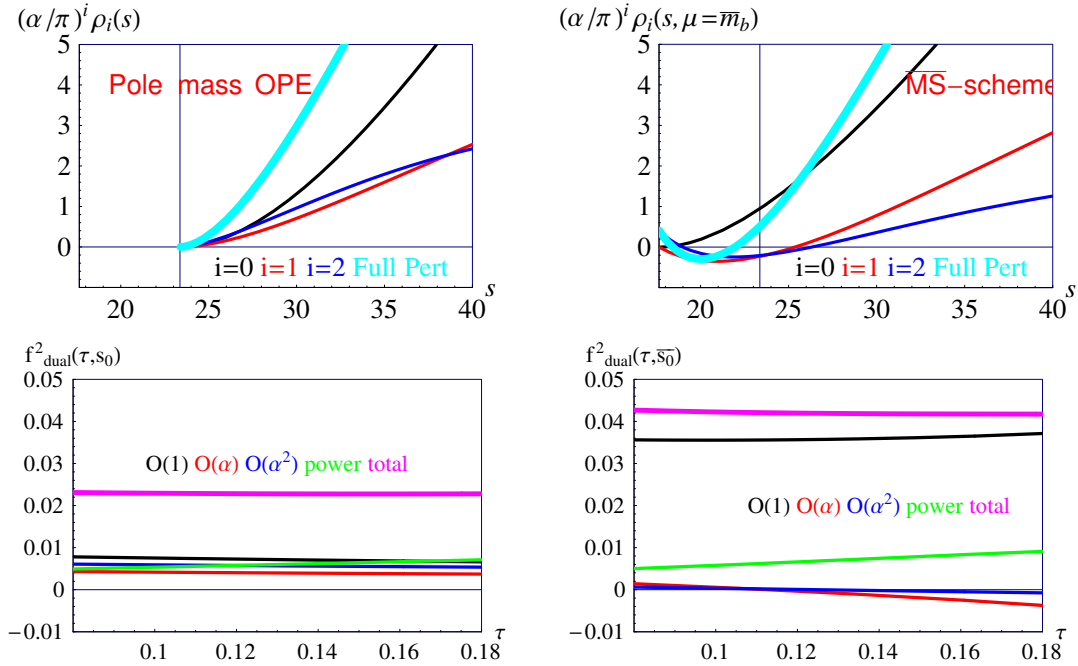 (α/π)^i ρ_i(s)
5
4
3
2
1
0
Pole mass OPE
i=0 i=1 i=2 Full Pert
20 25 30 35 40
s
(α/π)^i ρ_i(s, μ=m̅_b)
5
4
3
2
1
0
M̅S̅−scheme
i=0 i=1 i=2 Full Pert
20 25 30 35 40
s
f²_dual(τ,s₀)
0.05
0.04
0.03
0.02
0.01
0
−0.01
O(1) O(α) O(α²) power total
0.1 0.12 0.14 0.16 0.18
τ
f²_dual(τ,s̅₀)
0.05
0.04
0.03
0.02
0.01
0
−0.01
O(1) O(α) O(α²) power total
0.1 0.12 0.14 0.16 0.18
τ